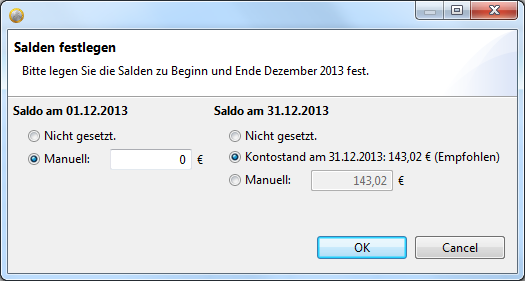 Salden festlegen
Bitte legen Sie die Salden zu Beginn und Ende Dezember 2013 fest.
Saldo am 01.12.2013
Nicht gesetzt.
Manuell: 0 €
Saldo am 31.12.2013
Nicht gesetzt.
Kontostand am 31.12.2013: 143,02 € (Empfohlen)
Manuell: 143,02 €
OK Cancel